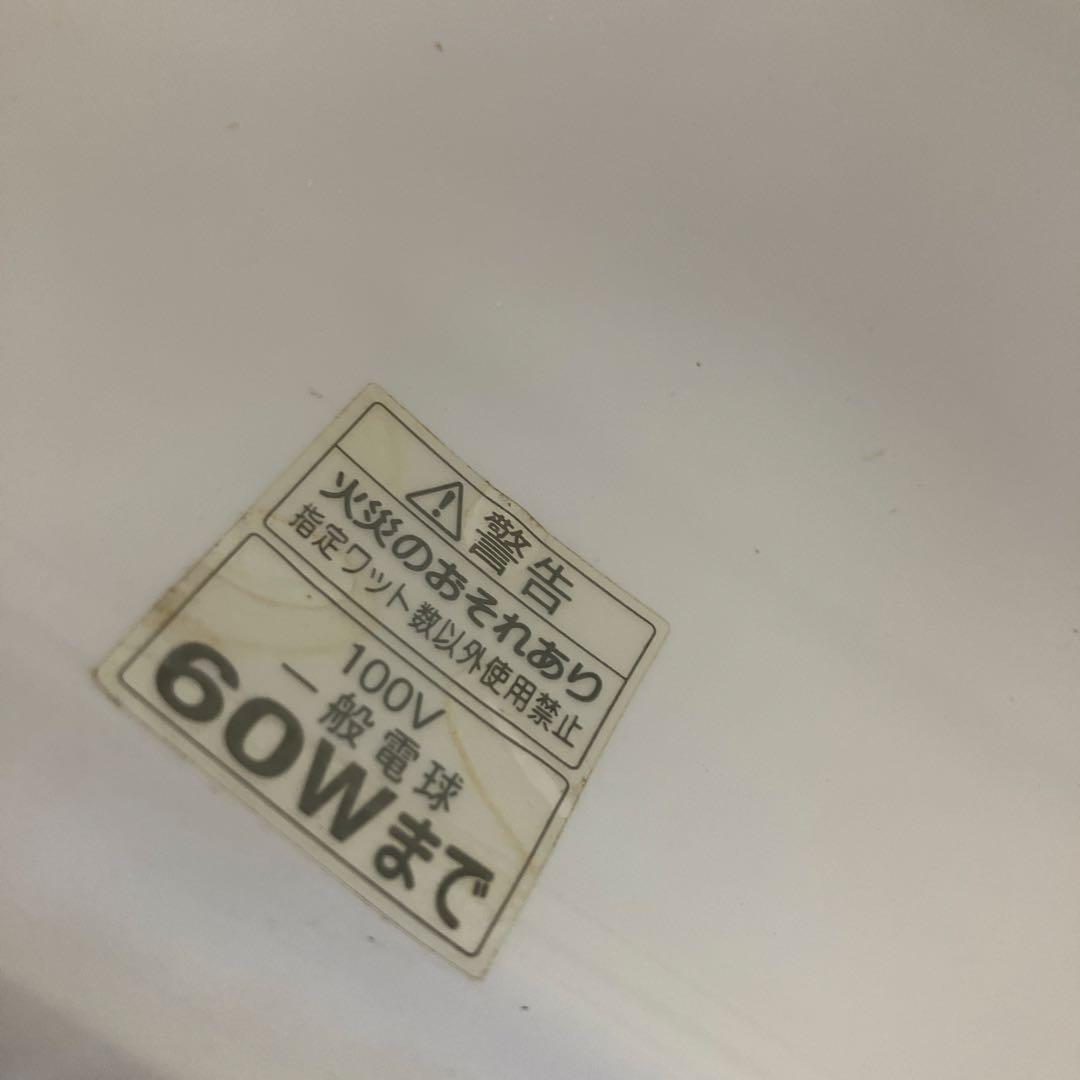 ⚠ 警告
火災のおそれあり
指定ワット数以外使用禁止
100V
一般電球
60Wまで